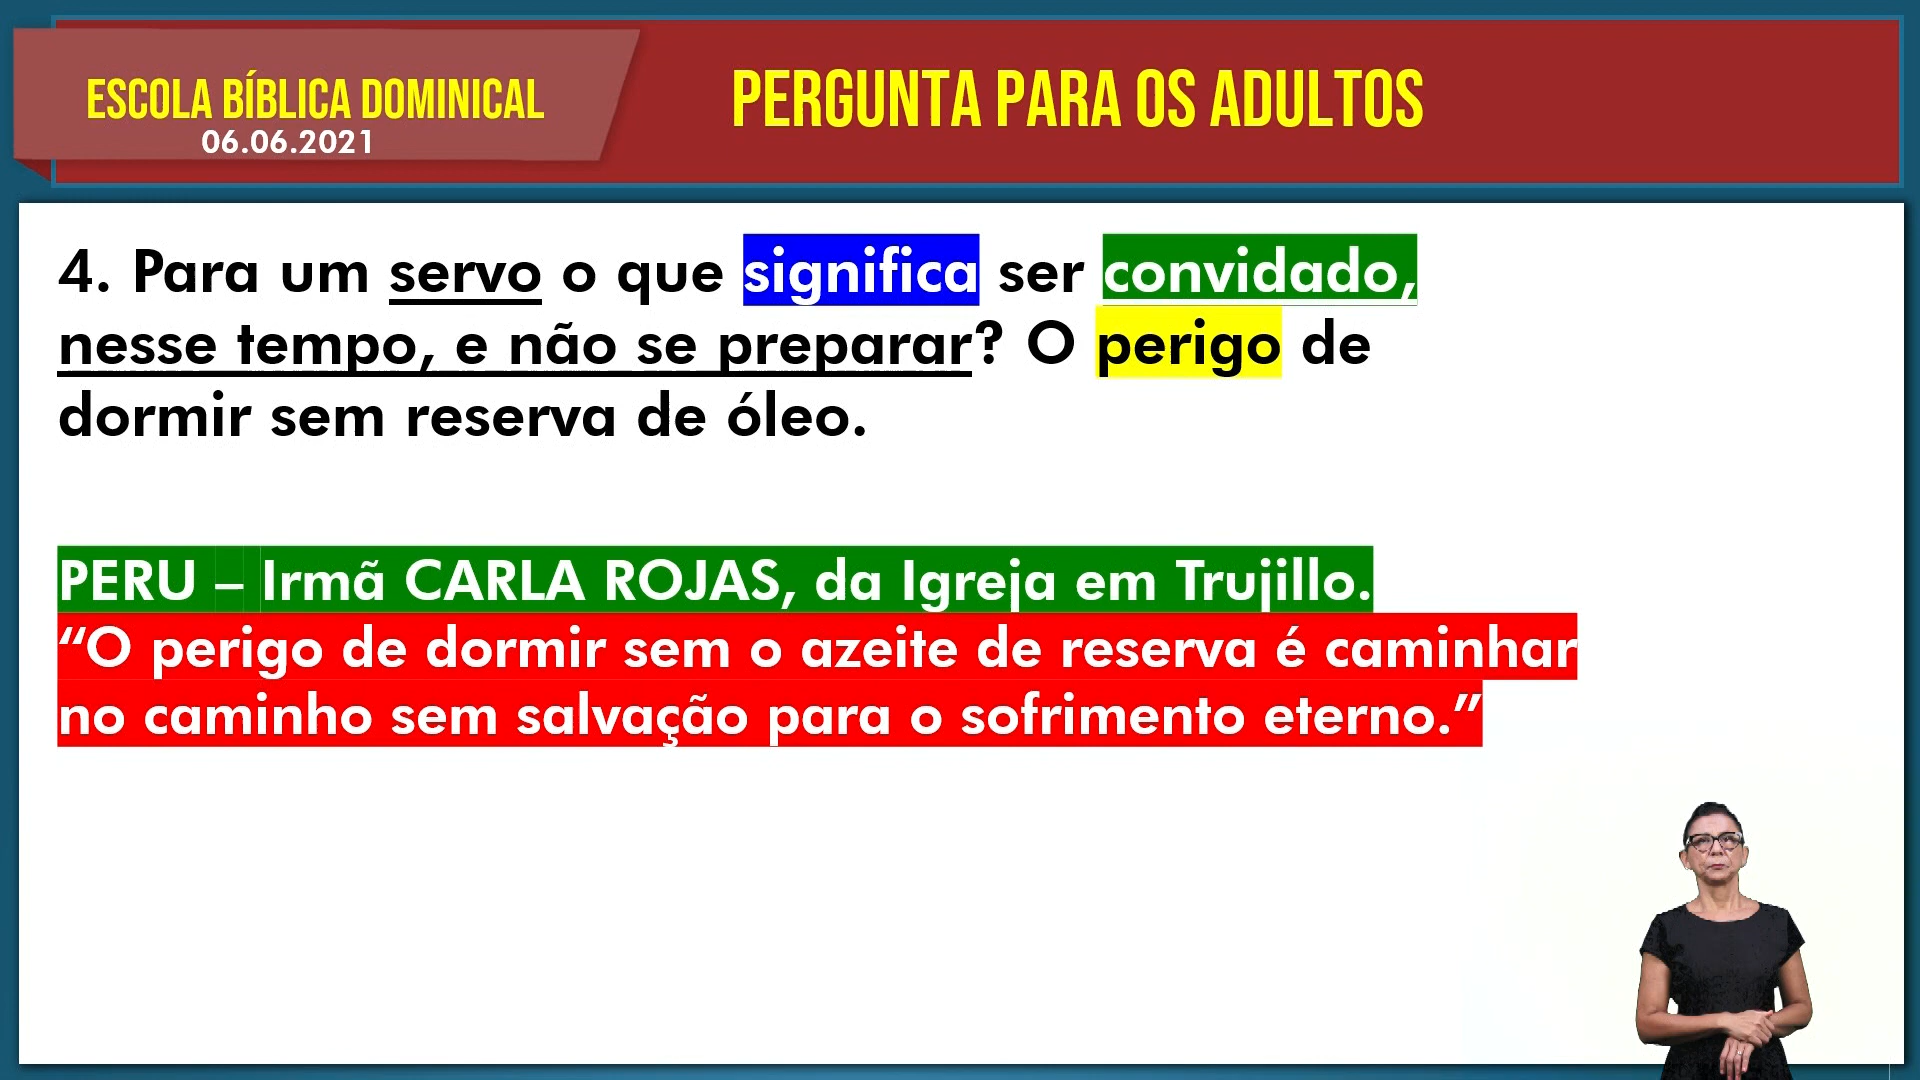 ESCOLA BÍBLICA DOMINICAL
06.06.2021
PERGUNTA PARA OS ADULTOS
4. Para um servo o que significa ser convidado,
nesse tempo, e não se preparar? O perigo de
dormir sem reserva de óleo.
PERU – Irmã CARLA ROJAS, da Igreja em Trujillo.
“O perigo de dormir sem o azeite de reserva é caminhar
no caminho sem salvação para o sofrimento eterno.”